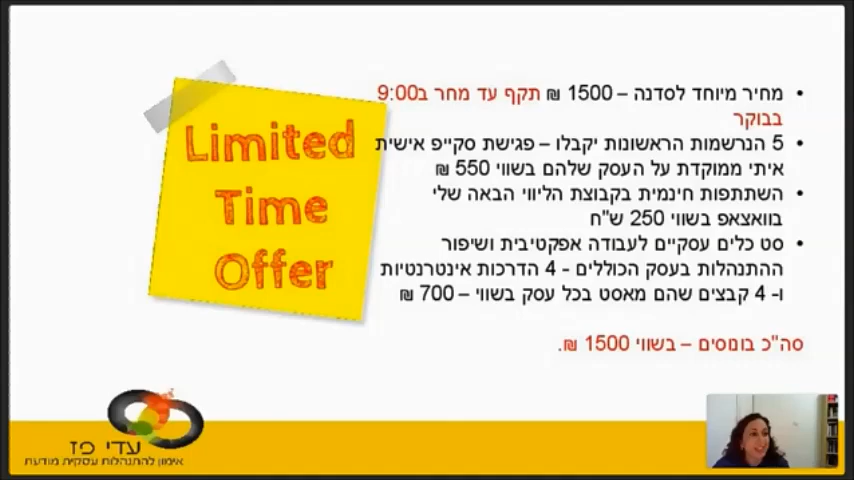 מחיר מיוחד לסדנה – 1500 ₪ תקף עד מחר ב9:00
בבוקר
5 הנרשמות הראשונות יקבלו – פגישת סקייפ אישית
איתי ממוקדת על העסק שלהם בשווי 550 ₪
השתתפות חינמית בקבוצת הליווי הבאה שלי
בוואצאפ בשווי 250 ש"ח
סט כלים עסקיים לעבודה אפקטיבית ושיפור
ההתנהלות בעסק הכוללים - 4 הדרכות אינטרנטיות
ו- 4 קבצים שהם מאסט בכל עסק בשווי – 700 ₪
סה"כ בונוסים – בשווי 1500 ₪.
Limited
Time
Offer
עדי פז
אימון להתנהלות עסקית מודעת